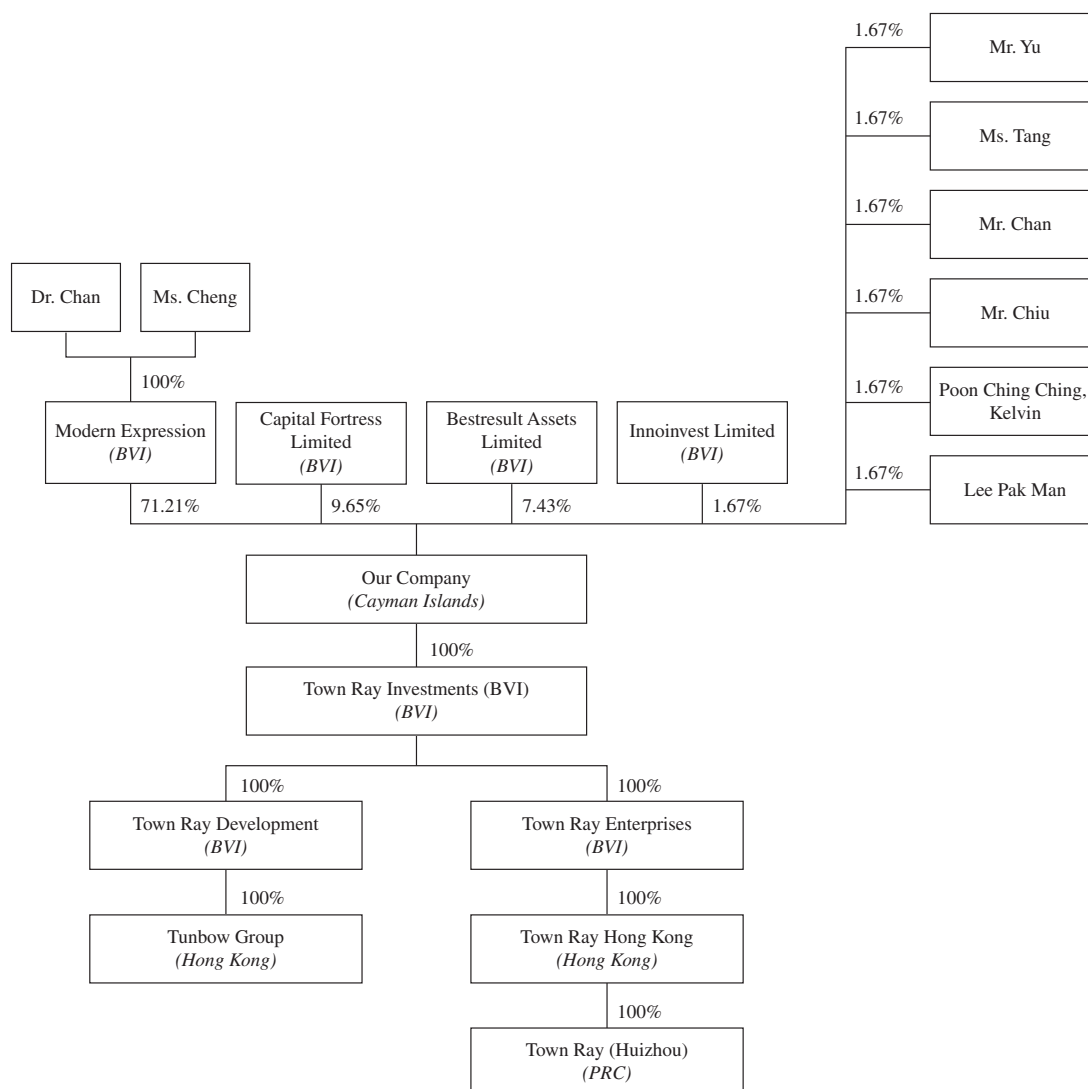 1.67%
Mr. Yu
1.67%
Ms. Tang
1.67%
Mr. Chan
1.67%
Mr. Chiu
1.67%
Poon Ching Ching,
Kelvin
1.67%
Lee Pak Man
Dr. Chan
Ms. Cheng
100%
Modern Expression
(BVI)
Capital Fortress
Limited
(BVI)
Bestresult Assets
Limited
(BVI)
Innoinvest Limited
(BVI)
71.21%
9.65%
7.43%
1.67%
Our Company
(Cayman Islands)
100%
Town Ray Investments (BVI)
(BVI)
100%
100%
Town Ray Development
(BVI)
Town Ray Enterprises
(BVI)
100%
100%
Tunbow Group
(Hong Kong)
Town Ray Hong Kong
(Hong Kong)
100%
Town Ray (Huizhou)
(PRC)